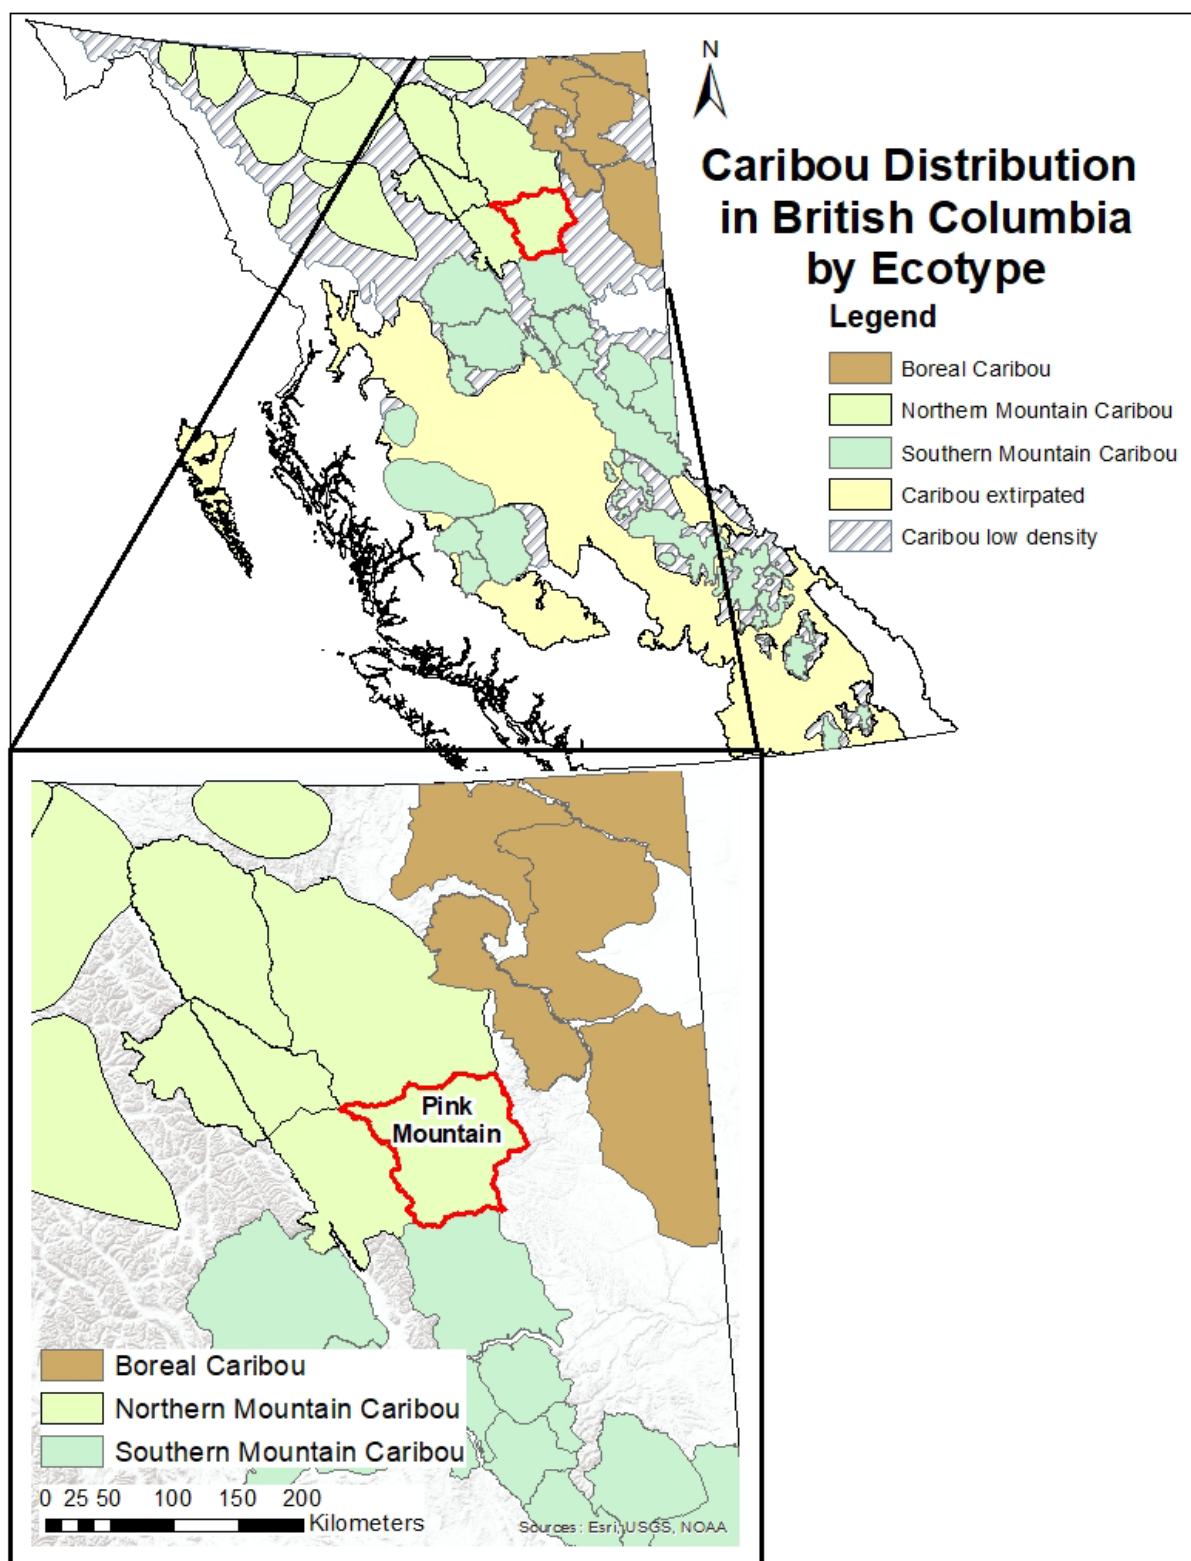 N
Caribou Distribution
in British Columbia
by Ecotype
Legend
Boreal Caribou
Northern Mountain Caribou
Southern Mountain Caribou
Caribou extirpated
Caribou low density
Pink
Mountain
Boreal Caribou
Northern Mountain Caribou
Southern Mountain Caribou
0 25 50 100 150 200
Kilometers
Sources: Esri, USGS, NOAA